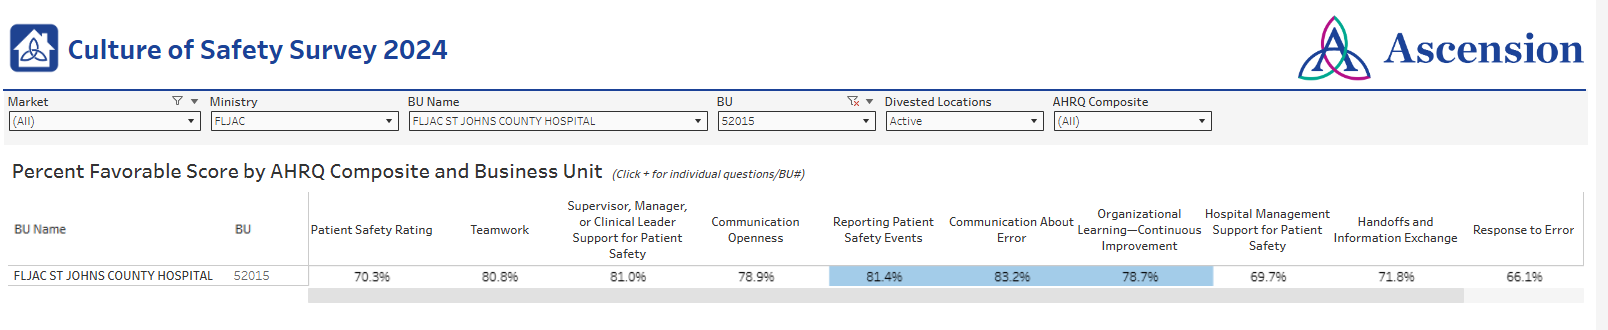 Culture of Safety Survey 2024
Ascension
Market Ministry BU Name BU Divested Locations AHRQ Composite
(All) FLJAC FLJAC ST JOHNS COUNTY HOSPITAL 52015 Active (All)
Percent Favorable Score by AHRQ Composite and Business Unit (Click + for individual questions/BU#)
BU Name
BU
Patient Safety Rating
Teamwork
Supervisor, Manager,
or Clinical Leader
Support for Patient
Safety
Communication
Openness
Reporting Patient
Safety Events
Communication About
Error
Organizational
Learning—Continuous
Improvement
Hospital Management
Support for Patient
Safety
Handoffs and
Information Exchange
Response to Error
FLJAC ST JOHNS COUNTY HOSPITAL 52015 70.3% 80.8% 81.0% 78.9% 81.4% 83.2% 78.7% 69.7% 71.8% 66.1%